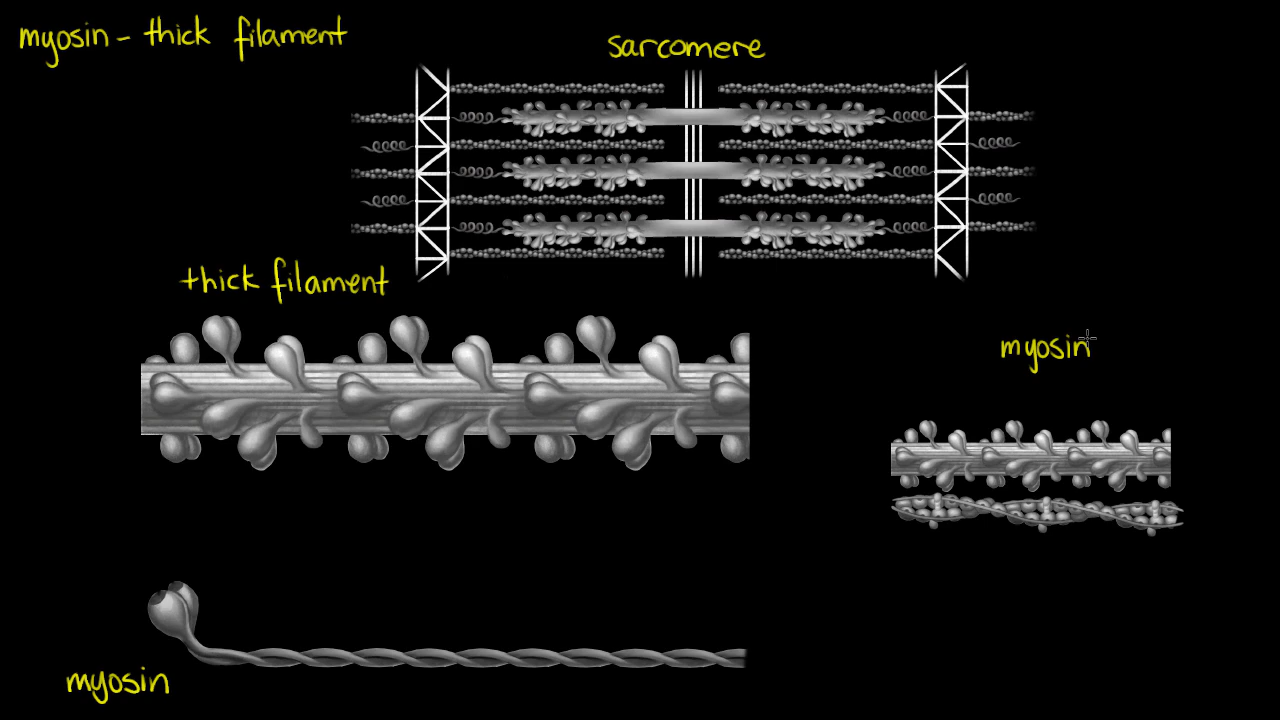 myosin - thick filament
sarcomere
thick filament
myosin
myosin